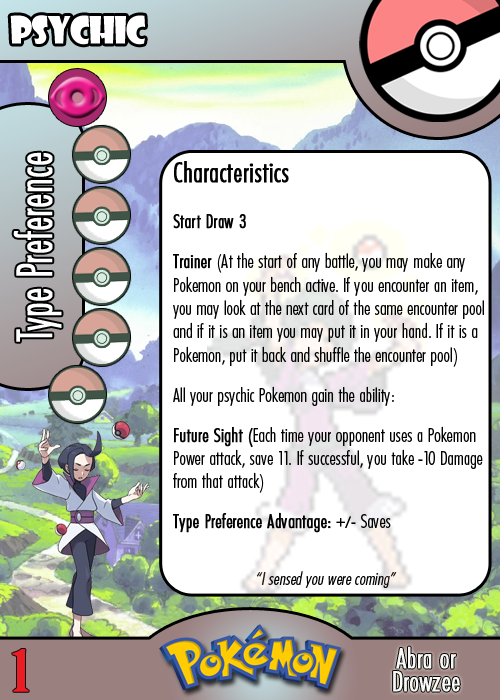 PSYCHIC
Type Preference
Characteristics
Start Draw 3
Trainer (At the start of any battle, you may make any
Pokemon on your bench active. If you encounter an item,
you may look at the next card of the same encounter pool
and if it is an item you may put it in your hand. If it is a
Pokemon, put it back and shuffle the encounter pool)
All your psychic Pokemon gain the ability:
Future Sight (Each time your opponent uses a Pokemon
Power attack, save 11. If successful, you take -10 Damage
from that attack)
Type Preference Advantage: +/- Saves
"I sensed you were coming"
1
POKéMON
Abra or
Drowzee